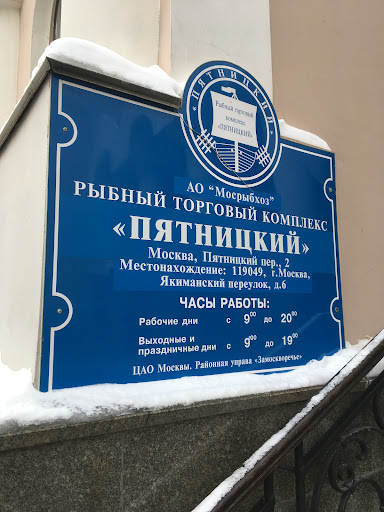 ПЯТНИЦКИЙ
Рыбный торговый
комплекс
«ПЯТНИЦКИЙ»
АО "Мосрыбхоз"
РЫБНЫЙ ТОРГОВЫЙ КОМПЛЕКС
«ПЯТНИЦКИЙ»
Москва, Пятницкий пер., 2
Местонахождение: 119049, г.Москва,
Якиманский переулок, д.6
ЧАСЫ РАБОТЫ:
Рабочие дни с 9⁰⁰ до 20⁰⁰
Выходные и
праздничные дни с 9⁰⁰ до 19⁰⁰
ЦАО Москвы. Районная управа «Замоскворечье»